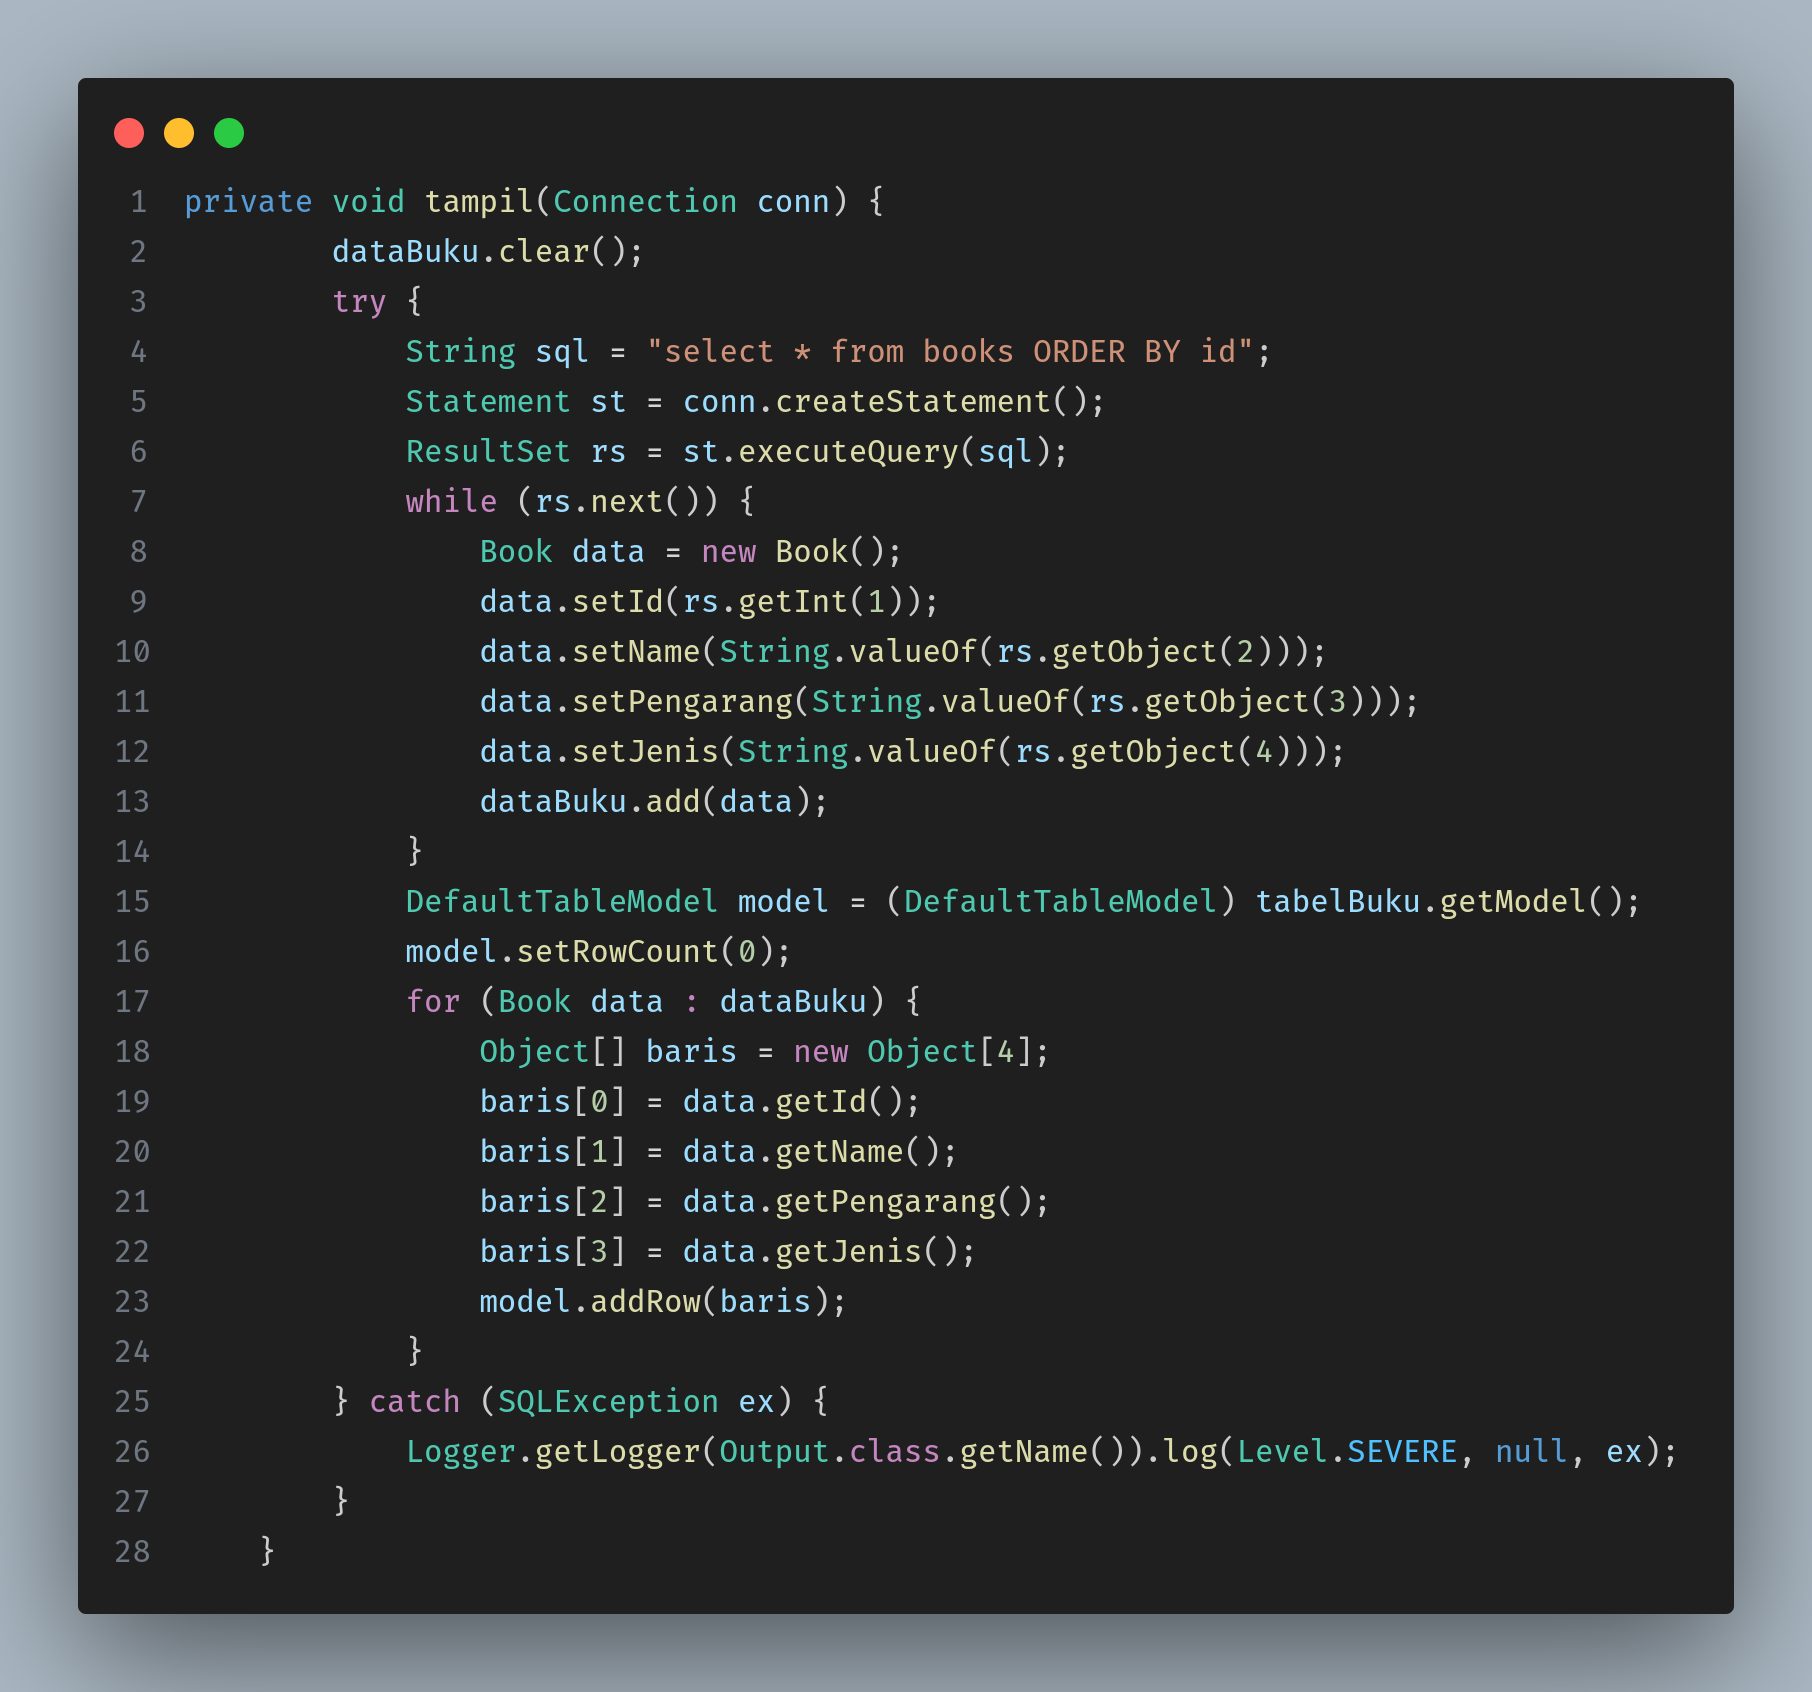 1 private void tampil(Connection conn) {
2         dataBuku.clear();
3         try {
4             String sql = "select * from books ORDER BY id";
5             Statement st = conn.createStatement();
6             ResultSet rs = st.executeQuery(sql);
7             while (rs.next()) {
8                 Book data = new Book();
9                 data.setId(rs.getInt(1));
10                 data.setName(String.valueOf(rs.getObject(2)));
11                 data.setPengarang(String.valueOf(rs.getObject(3)));
12                 data.setJenis(String.valueOf(rs.getObject(4)));
13                 dataBuku.add(data);
14             }
15             DefaultTableModel model = (DefaultTableModel) tabelBuku.getModel();
16             model.setRowCount(0);
17             for (Book data : dataBuku) {
18                 Object[] baris = new Object[4];
19                 baris[0] = data.getId();
20                 baris[1] = data.getName();
21                 baris[2] = data.getPengarang();
22                 baris[3] = data.getJenis();
23                 model.addRow(baris);
24             }
25         } catch (SQLException ex) {
26             Logger.getLogger(Output.class.getName()).log(Level.SEVERE, null, ex);
27         }
28     }